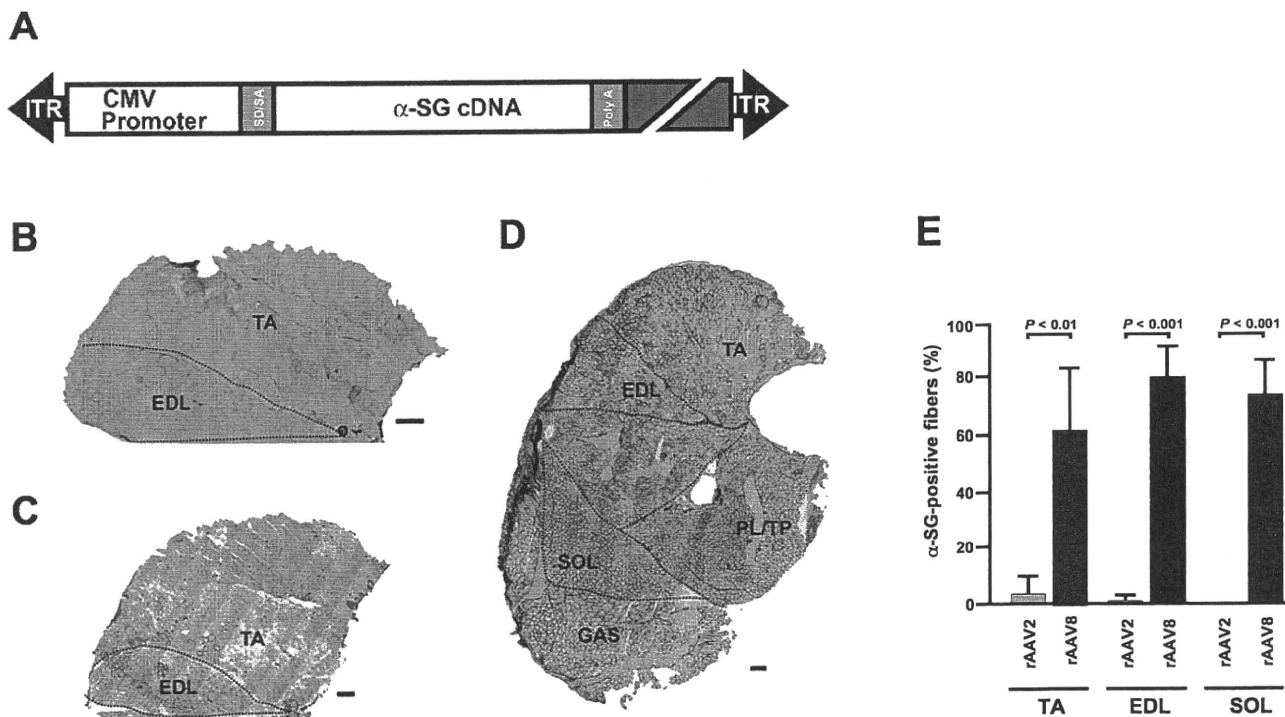 A
ITR
CMV
Promoter
SD/SA
α-SG cDNA
Poly A
ITR
B
TA
EDL
C
TA
EDL
D
TA
EDL
PL/TP
SOL
GAS
E
α-SG-positive fibers (%)
100
80
60
40
20
0
P < 0.01
P < 0.001
P < 0.001
rAAV2
rAAV8
rAAV2
rAAV8
rAAV2
rAAV8
TA
EDL
SOL